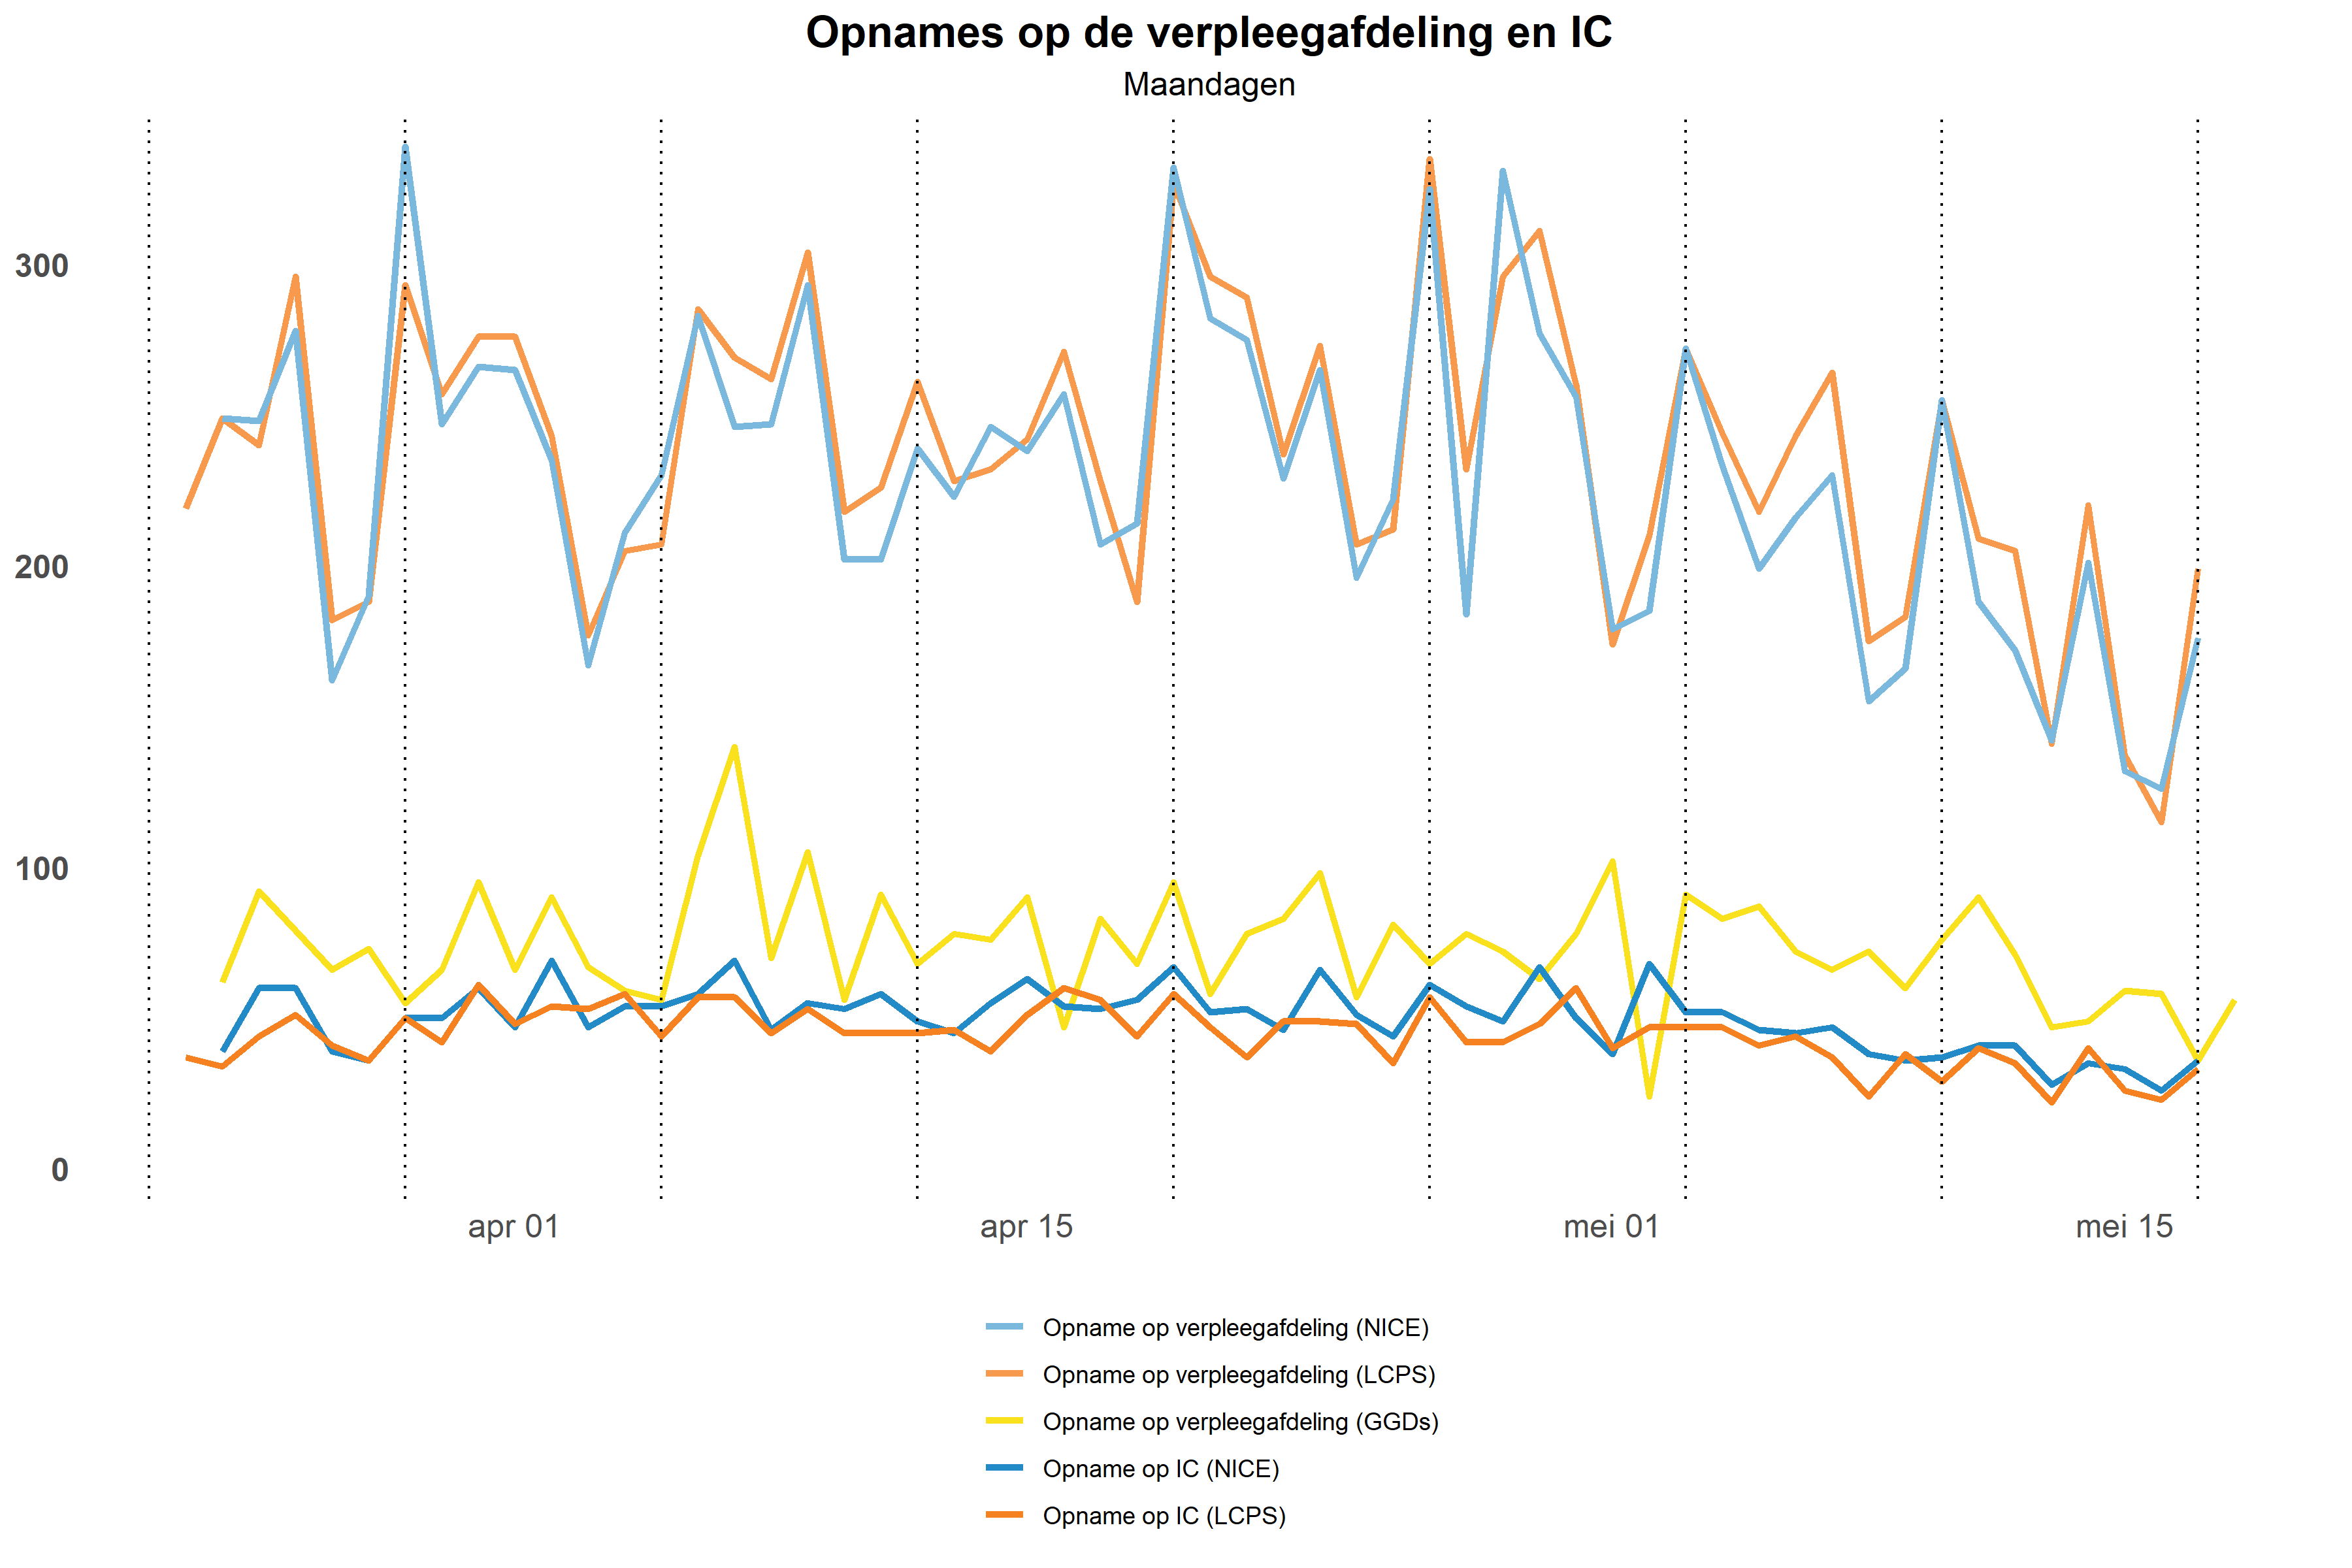 Opnames op de verpleegafdeling en IC
Maandagen
300
200
100
0
apr 01
apr 15
mei 01
mei 15
Opname op verpleegafdeling (NICE)
Opname op verpleegafdeling (LCPS)
Opname op verpleegafdeling (GGDs)
Opname op IC (NICE)
Opname op IC (LCPS)